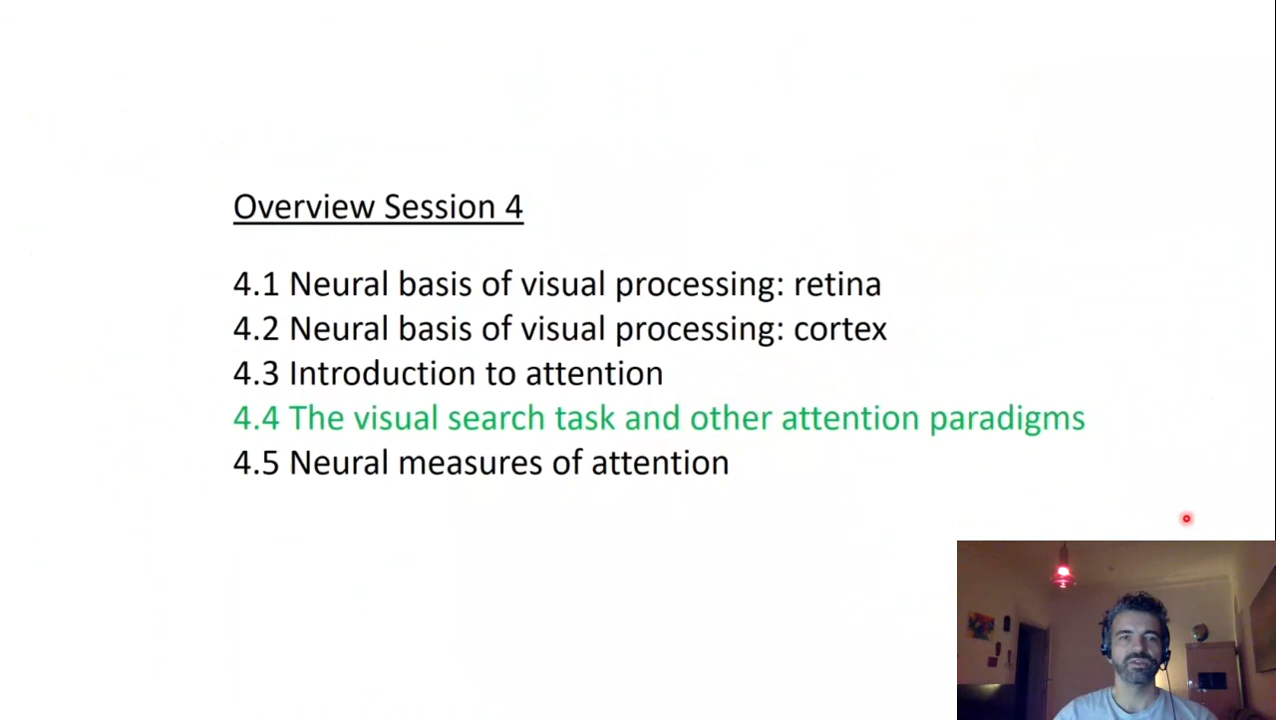 Overview Session 4
4.1 Neural basis of visual processing: retina
4.2 Neural basis of visual processing: cortex
4.3 Introduction to attention
4.4 The visual search task and other attention paradigms
4.5 Neural measures of attention